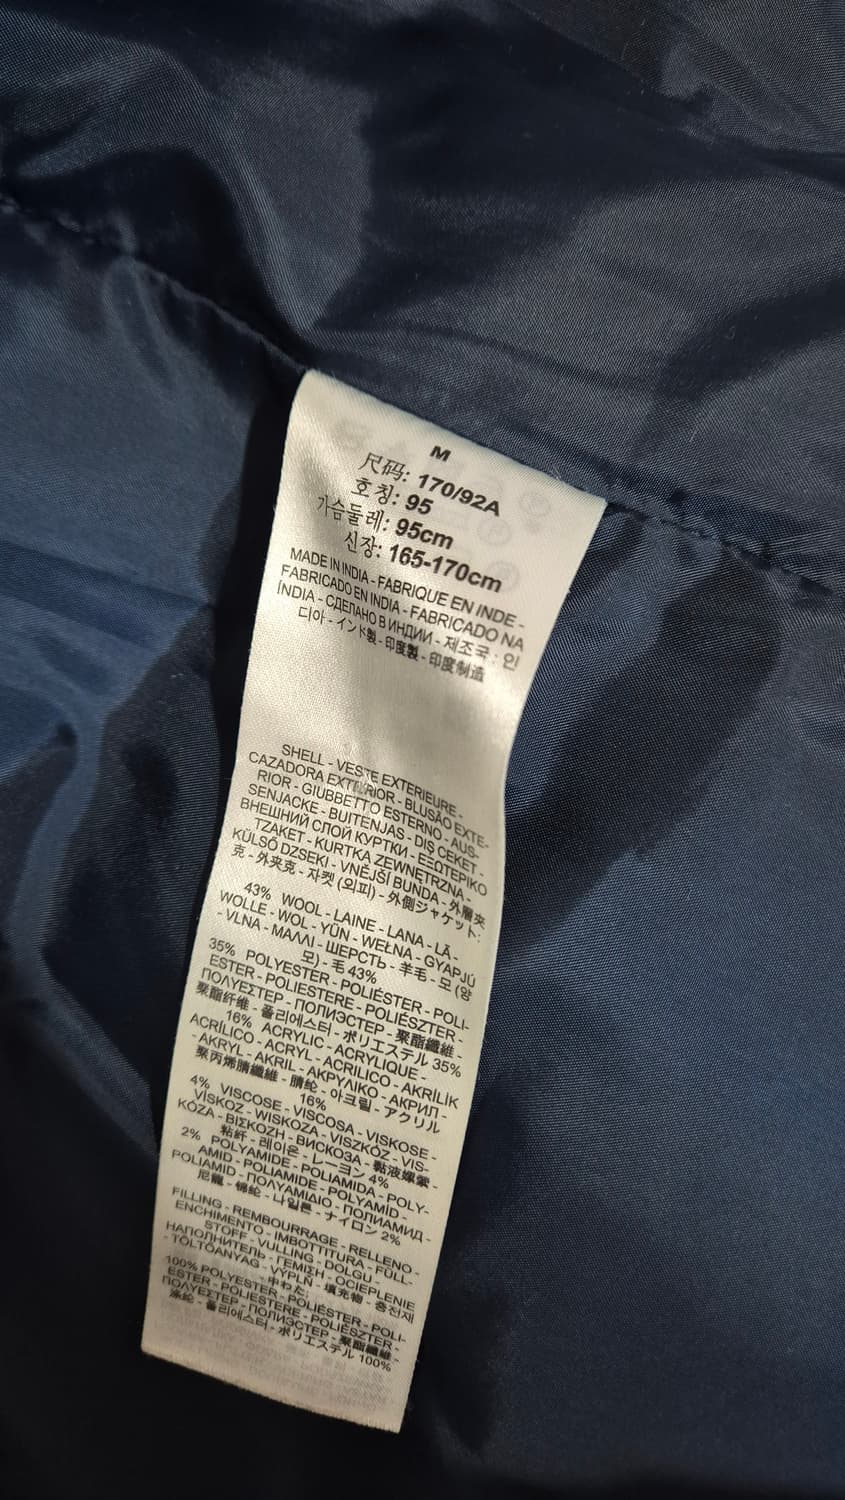 M
尺码: 170/92A
호칭: 95
가슴둘레: 95cm
신장: 165-170cm
MADE IN INDIA - FABRIQUE EN INDE -
FABRICADO EN INDIA - FABRICADO NA
ÍNDIA - СДЕЛАНО В ИНДИИ - 제조국 : 인
디아 - インド製 - 印度製 - 印度制造
SHELL - VESTE EXTERIEURE -
CAZADORA EXTERIOR - BLUSÃO EXTE-
RIOR - GIUBBETTO ESTERNO - AUS-
SENJACKE - BUITENJAS - DIŞ CEKET -
ВНЕШНИЙ СЛОЙ КУРТКИ - ΕΞΩΤΕΡΙΚΟ
ΤΖΑΚΕΤ - KURTKA ZEWNETRZNA -
KÜLSŐ DZSEKI - VNĚJŠÍ BUNDA - 外層夾
克 - 外夹克 - 자켓 (외피) - 外側ジャケット:
43% WOOL - LAINE - LANA - LÃ -
WOLLE - WOL - YÜN - WEŁNA - GYAPJÚ
- VLNA - ΜΑΛΛΙ - ШЕРСТЬ - 羊毛 - 모 (양
모) - 毛 43%
35% POLYESTER - POLIÉSTER - POLI-
ESTER - POLIESTERE - POLIÉSZTER -
ΠΟΛΥΕΣΤΕΡ - ПОЛИЭСТЕР - 聚酯纖維 -
聚酯纤维 - 폴리에스터 - ポリエステル 35%
16% ACRYLIC - ACRYLIQUE -
ACRÍLICO - ACRYL - ACRILICO - AKRİLİK
- AKRYL - AKRIL - ΑΚΡΥΛΙΚΟ - АКРИЛ -
聚丙烯腈纖維 - 腈纶 - 아크릴 - アクリル
16%
4% VISCOSE - VISCOSA - VISKOSE -
VİSKOZ - WISKOZA - VISZKÓZ - VIS-
KÓZA - ΒΙΣΚΟΖΗ - ВИСКОЗА - 黏液嫘縈 -
粘纤 - 레이온 - レーヨン 4%
2% POLYAMIDE - POLIAMIDA - POLY-
AMID - POLIAMIDE - POLYAMİD -
POLIAMID - ΠΟΛΥΑΜΙΔΙΟ - ПОЛИАМИД -
尼龍 - 锦纶 - 나일론 - ナイロン 2%
FILLING - REMBOURRAGE - RELLENO -
ENCHIMENTO - IMBOTTITURA - FÜLL-
STOFF - VULLING - DOLGU -
НАПОЛНИТЕЛЬ - ΓΕΜΙΣΗ - OCIEPLENIE
- TÖLTŐANYAG - VÝPLŇ - 填充物 - 충전재
- 中わた:
100% POLYESTER - POLIÉSTER - POLI-
ESTER - POLIESTERE - POLIÉSZTER -
ΠΟΛΥΕΣΤΕΡ - ПОЛИЭСТЕР - 聚酯纖維 -
涤纶 - 폴리에스터 - ポリエステル 100%